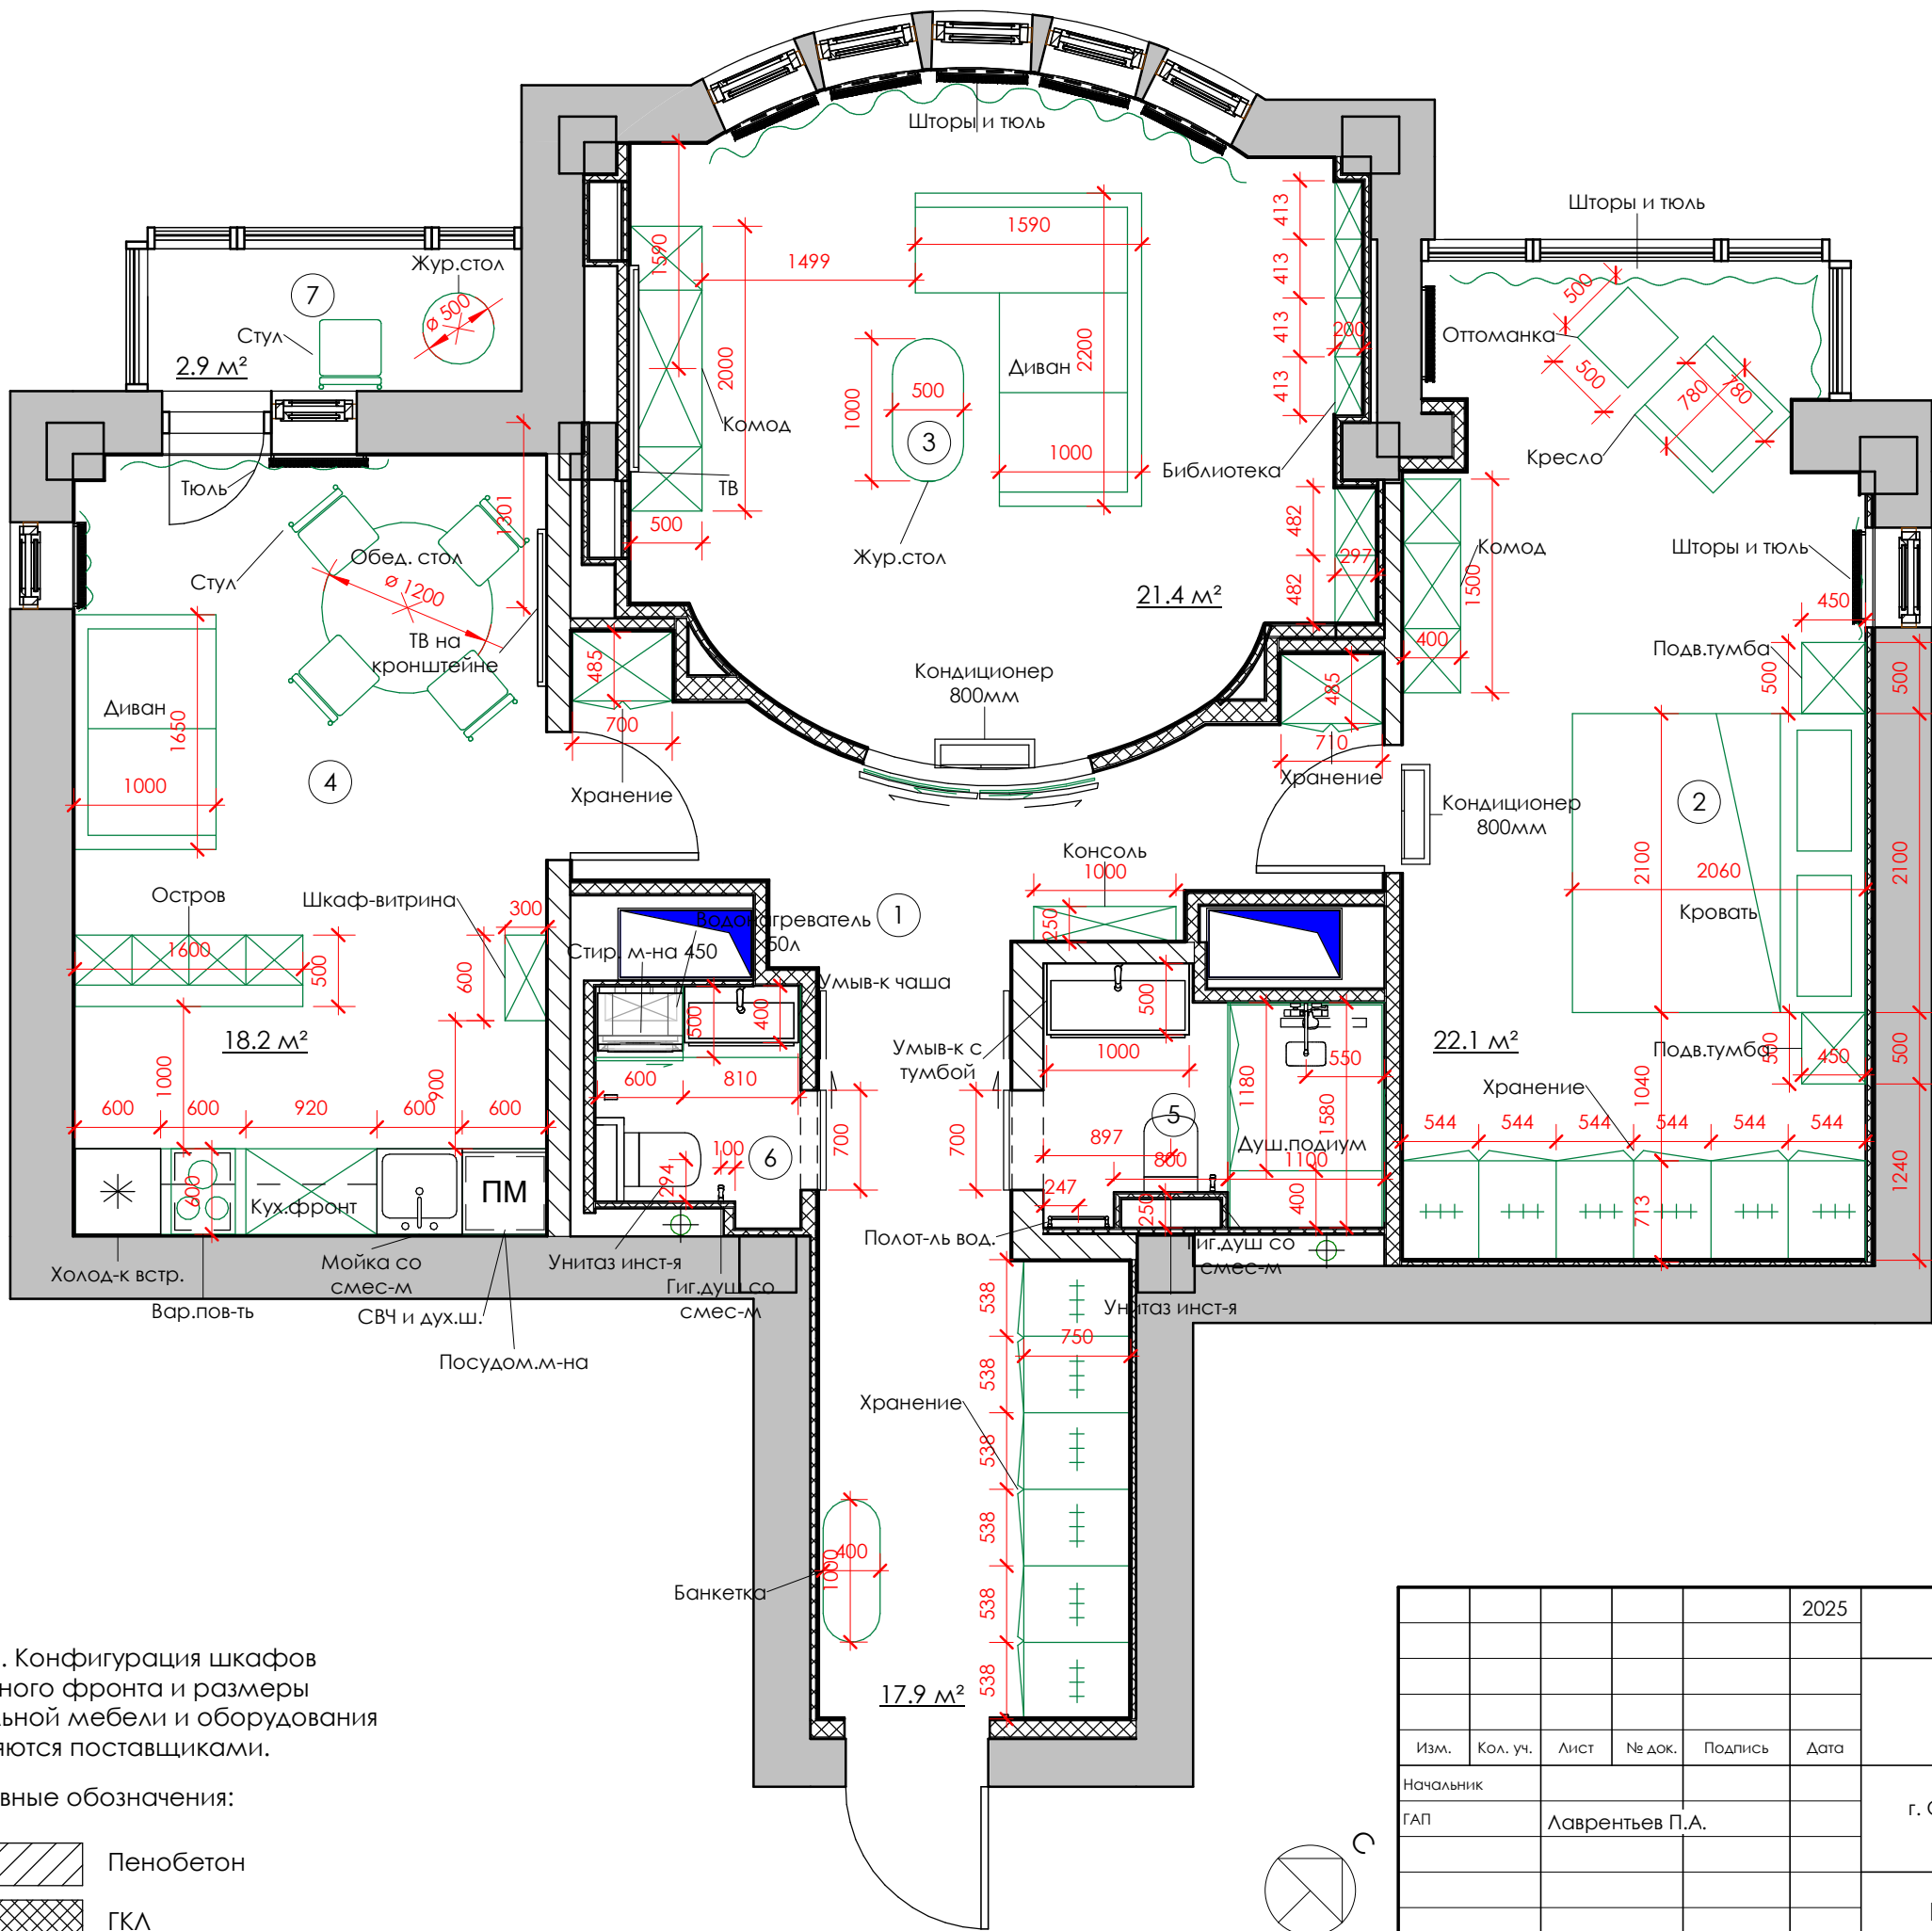 Шторы и тюль
Шторы и тюль
Жур.стол
7
ø 500
Стул
2.9 м²
1590
1499
1590
413
413
413
413
200
500
Оттоманка
500
780
780
2000
2200
Диван
1000
500
3
Комод
1000
Библиотека
Кресло
Тюль
ТВ
1301
500
482
482
297
Жур.стол
Комод
1500
Шторы и тюль
Обед. стол
Стул
ø 1200
ТВ на
кронштейне
21.4 м²
450
400
Подв.тумба
500
500
485
700
Кондиционер
800мм
485
710
Диван
1650
1000
4
Хранение
Хранение
Кондиционер
800мм
2
2100
2060
2100
Кровать
Консоль
1000
250
Остров
Шкаф-витрина
300
1600
500
600
Водонагреватель
50л
1
Стир. м-на 450
Умыв-к чаша
500
400
500
18.2 м²
Умыв-к с
тумбой
1000
22.1 м²
Подв.тумба
500
450
500
1000
900
600
810
550
1180
1580
Хранение
1040
600
600
920
600
600
700
700
5
897
800
Душ.подиум
1100
544
544
544
544
544
544
100
6
294
247
250
400
713
1240
600
Кух.фронт
ПМ
Полот-ль вод.
Холод-к встр.
Мойка со
смес-м
Унитаз инст-я
Гиг.душ со
смес-м
Гиг.душ со
смес-м
Вар.пов-ть
СВЧ и дух.ш.
Унитаз инст-я
Посудом.м-на
538
538
538
538
538
538
750
Хранение
400
1000
Банкетка
17.9 м²
. Конфигурация шкафов
ного фронта и размеры
льной мебели и оборудования
яются поставщиками.
вные обозначения:
Пенобетон
ГКЛ
С
2025
Изм. Кол. уч. Лист № док. Подпись Дата
Начальник
ГАП Лаврентьев П.А.
г.